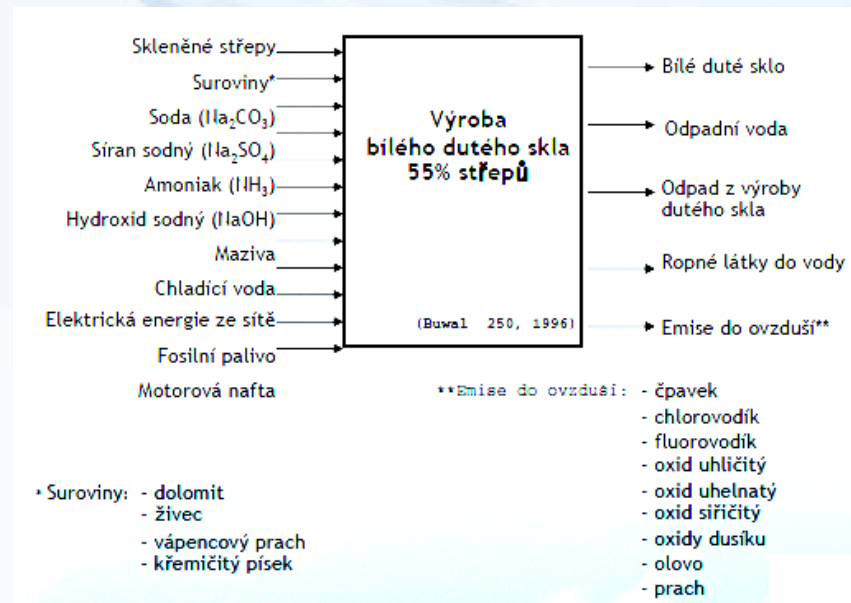 Skleněné střepy
Suroviny*
Soda (Na₂CO₃)
Síran sodný (Na₂SO₄)
Amoniak (NH₃)
Hydroxid sodný (NaOH)
Maziva
Chladící voda
Elektrická energie ze sítě
Fosilní palivo
Motorová nafta
Výroba
bílého dutého skla
55% střepů
(Buwal 250, 1996)
Bílé duté sklo
Odpadní voda
Odpad z výroby
dutého skla
Ropné látky do vody
Emise do ovzduší**
**Emise do ovzduší: - čpavek
- chlorovodík
- fluorovodík
- oxid uhličitý
- oxid uhelnatý
- oxid siřičitý
- oxidy dusíku
- olovo
- prach
* Suroviny: - dolomit
- živec
- vápencový prach
- křemičitý písek